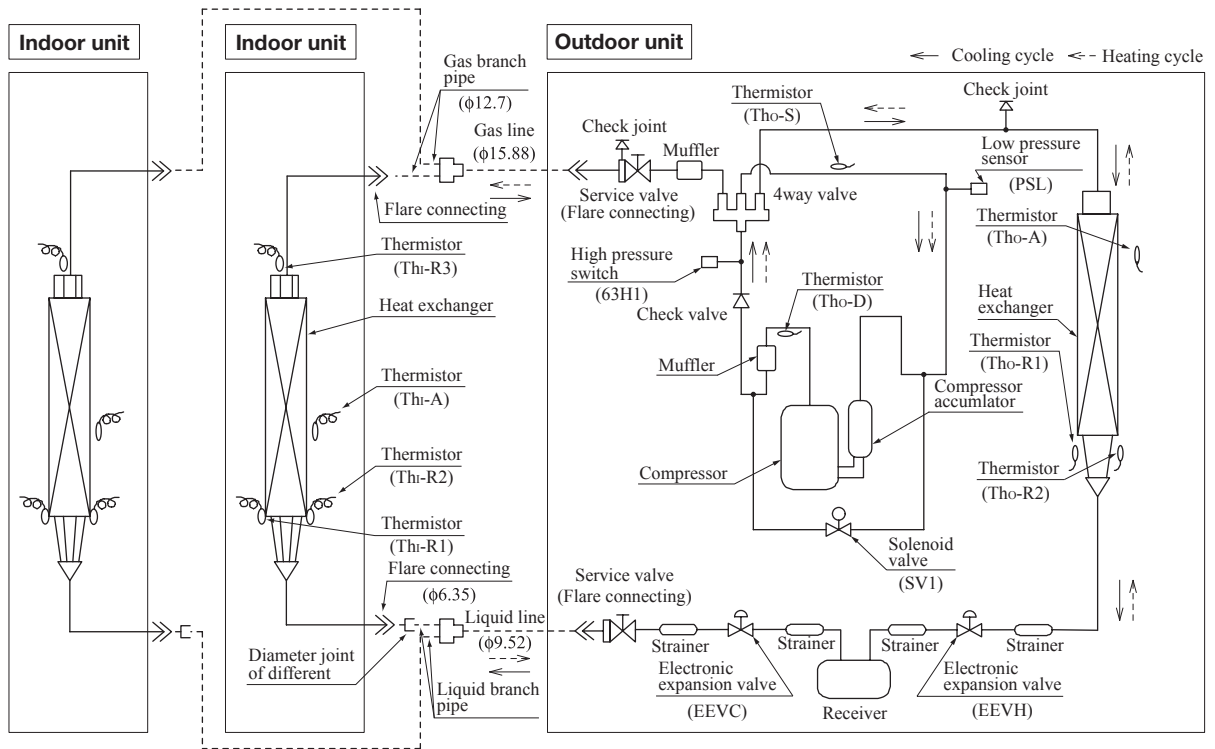 Indoor unit
Indoor unit
Outdoor unit
Cooling cycle
Heating cycle
Gas branch
pipe
(ϕ12.7)
Gas line
(ϕ15.88)
Check joint
Muffler
Service valve
(Flare connecting)
Thermistor
(Tho-S)
4way valve
Check joint
Low pressure
sensor
(PSL)
Flare connecting
Thermistor
(ThI-R3)
Heat exchanger
Thermistor
(ThI-A)
Thermistor
(ThI-R2)
Thermistor
(ThI-R1)
Flare connecting
(ϕ6.35)
Liquid line
(ϕ9.52)
Diameter joint
of different
Liquid branch
pipe
High pressure
switch
(63H1)
Check valve
Thermistor
(Tho-D)
Muffler
Compressor
Compressor
accumlator
Solenoid
valve
(SV1)
Thermistor
(Tho-A)
Heat
exchanger
Thermistor
(Tho-R1)
Thermistor
(Tho-R2)
Service valve
(Flare connecting)
Strainer
Strainer
Strainer
Strainer
Electronic
expansion valve
(EEVC)
Receiver
Electronic
expansion valve
(EEVH)